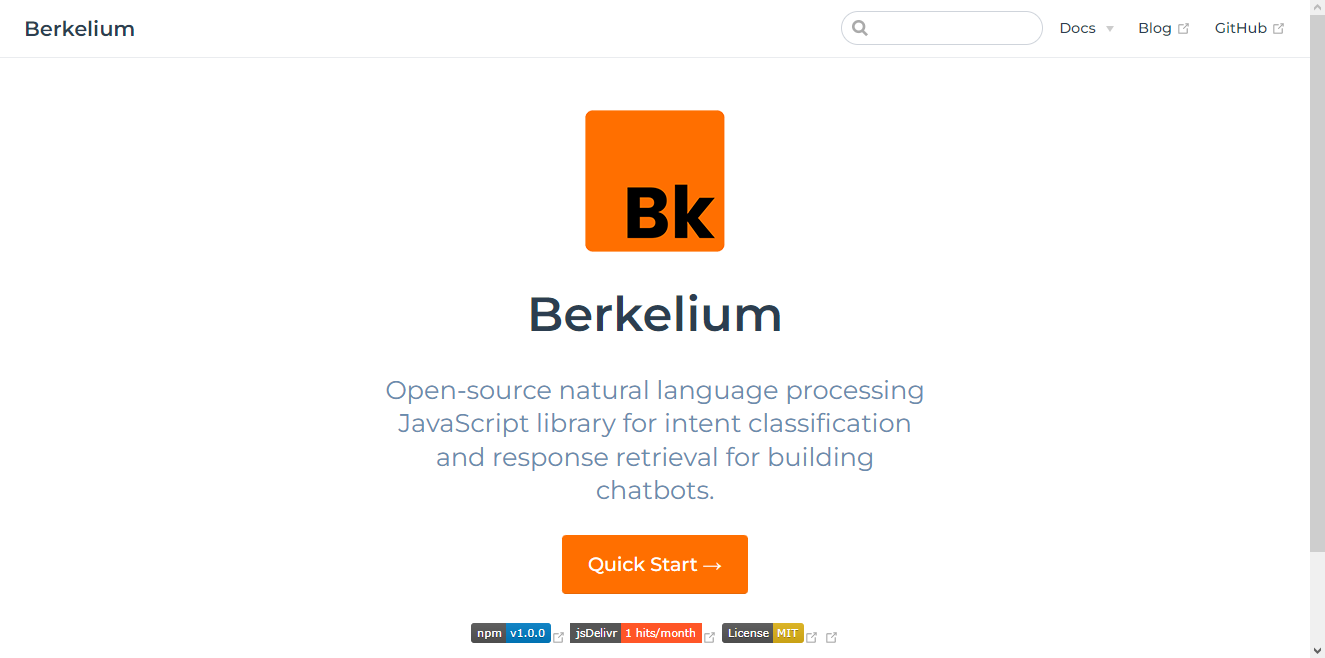 Berkelium
Docs
Blog
GitHub
Bk
Berkelium
Open-source natural language processing
JavaScript library for intent classification
and response retrieval for building
chatbots.
Quick Start →
npm v1.0.0
jsDelivr 1 hits/month
License MIT